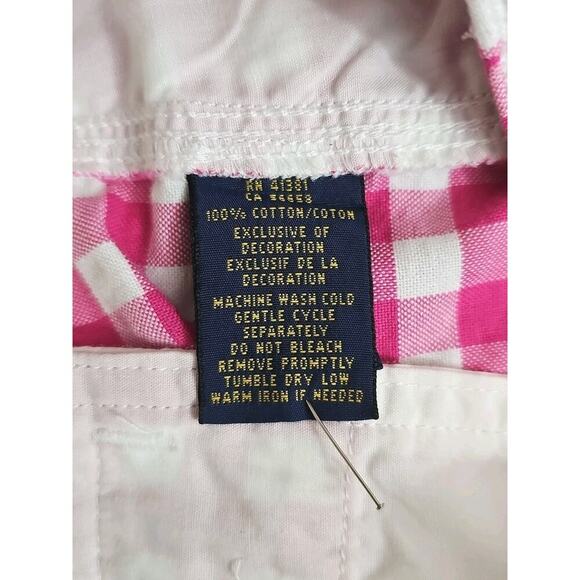 RN 41381
CA
100% COTTON/COTON
EXCLUSIVE OF
DECORATION
EXCLUSIF DE LA
DECORATION
MACHINE WASH COLD
GENTLE CYCLE
SEPARATELY
DO NOT BLEACH
REMOVE PROMPTLY
TUMBLE DRY LOW
WARM IRON IF NEEDED